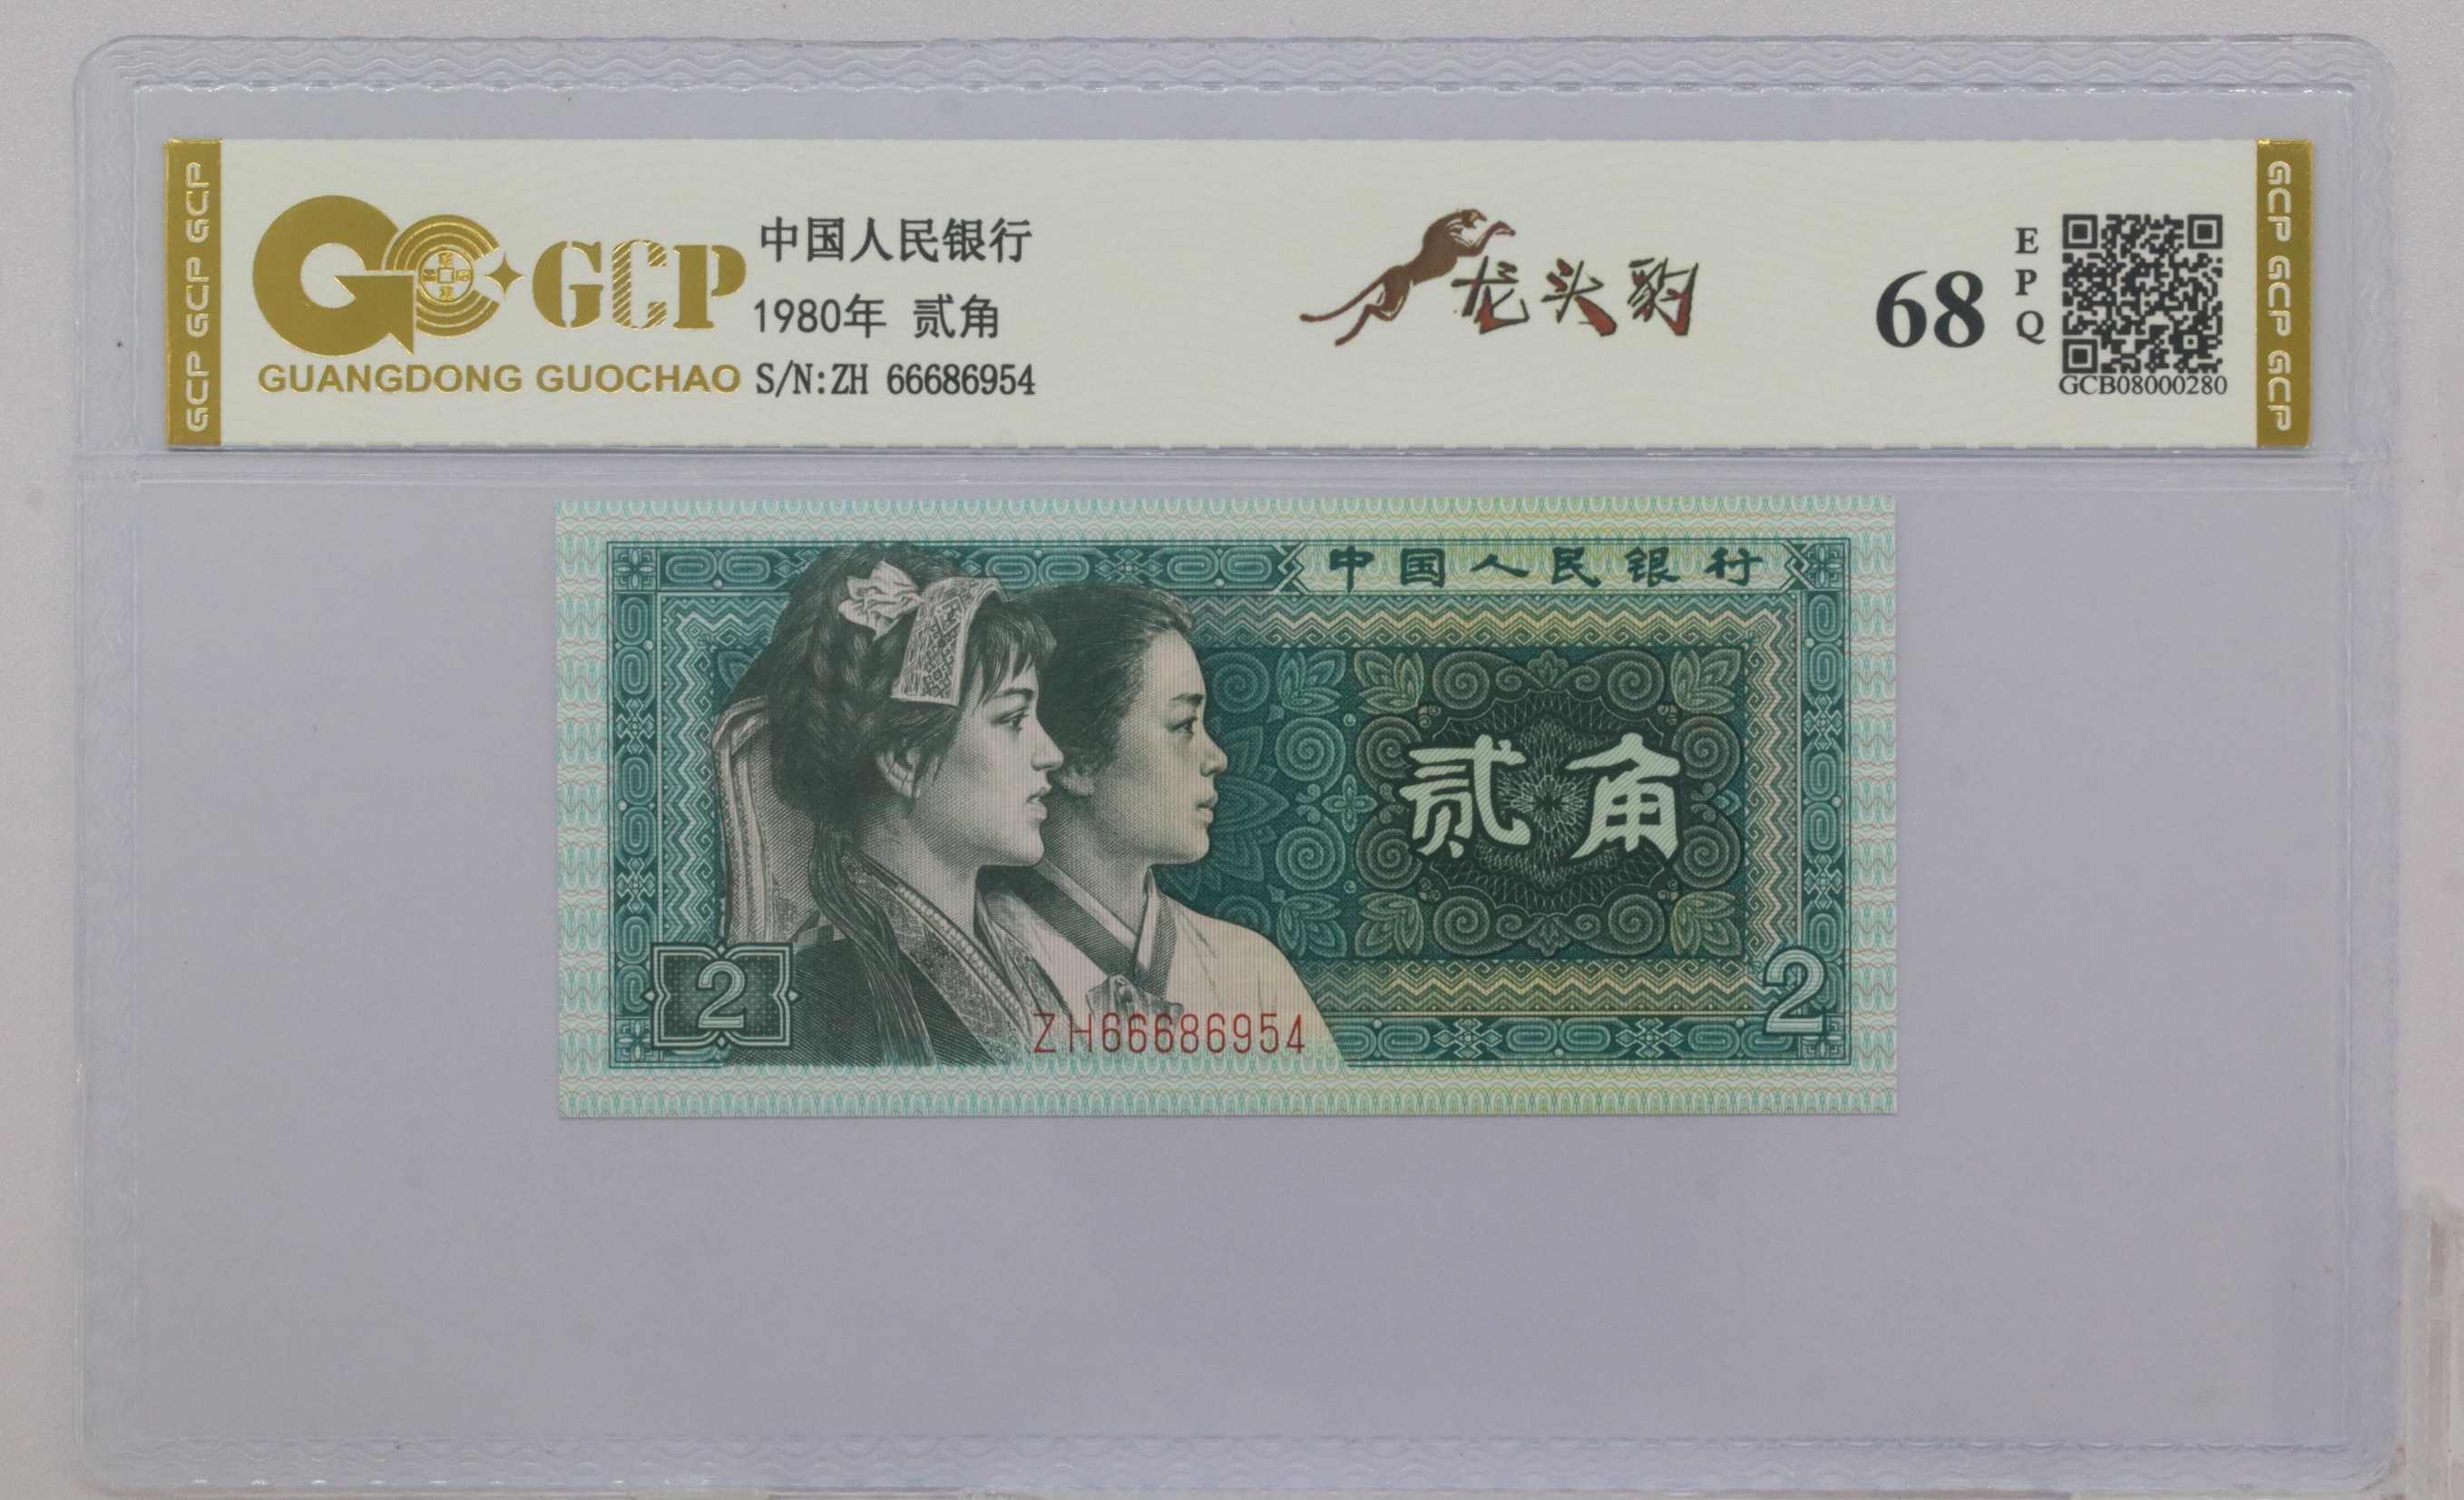 GCP GCP GCP
GCP
GUANGDONG GUOCHAO
中国人民银行
1980年 贰角
S/N:ZH 66686954
龙头豹
68
EPQ
GCB08000280
GCP GCP GCP
中国人民银行
贰角
2
ZH66686954
2